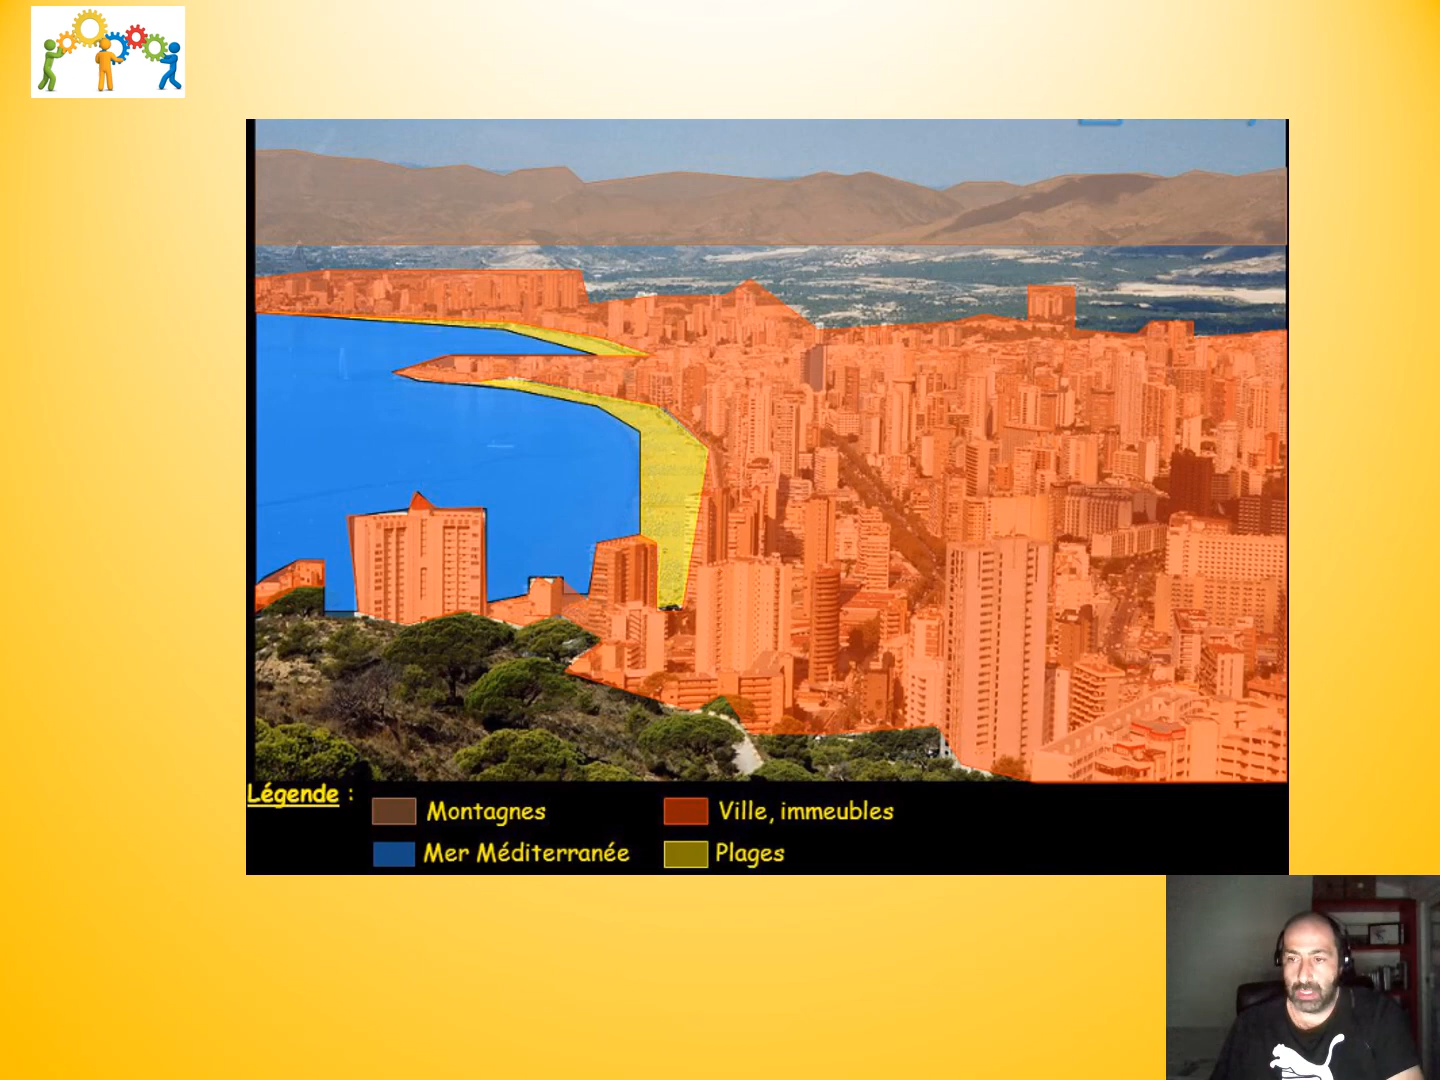 Légende :
Montagnes
Ville, immeubles
Mer Méditerranée
Plages